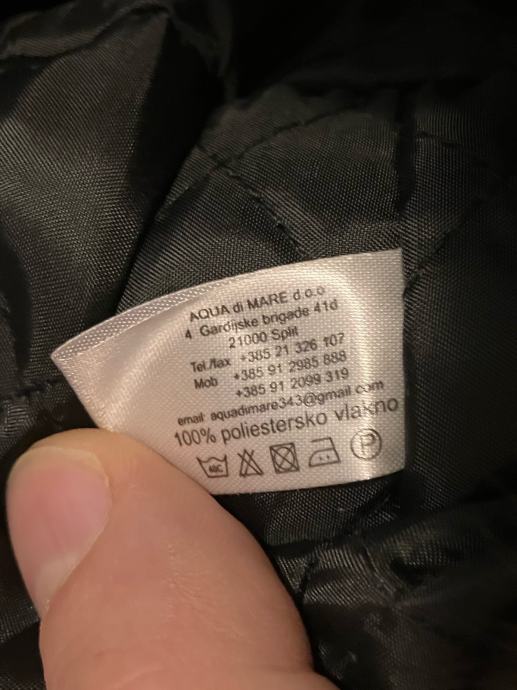 AQUA di MARE d.o.o
4. Gardijske brigade 41d
21000 Split
Tel./fax +385 21 326 107
Mob +385 91 2985 888
+385 91 2099 319
email: aquadimare343@gmail.com
100% poliestersko vlakno
40C P